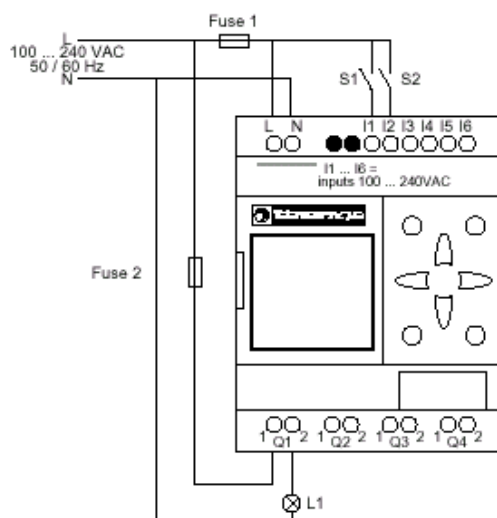 Fuse 1
L
100 ... 240 VAC
50 / 60 Hz
N
S1 S2
L N I1 I2 I3 I4 I5 I6
I1 ... I6 =
inputs 100 ... 240VAC
Fuse 2
1 2 1 2 1 2 1 2
Q1 Q2 Q3 Q4
L1